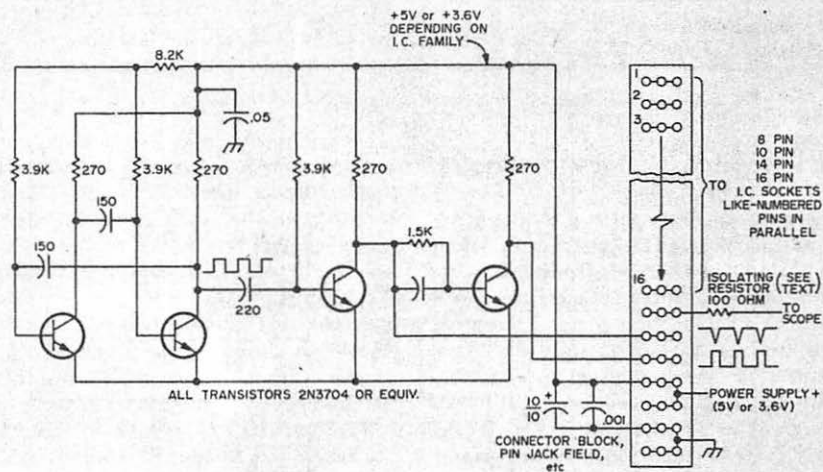 +5V or +3.6V
DEPENDING ON
I.C. FAMILY
8.2K
.05
3.9K
270
3.9K
270
3.9K
270
270
150
150
220
1.5K
ALL TRANSISTORS 2N3704 OR EQUIV.
10
10
+
.001
CONNECTOR BLOCK,
PIN JACK FIELD,
etc
1
2
3
16
TO
8 PIN
10 PIN
14 PIN
16 PIN
I.C. SOCKETS
LIKE-NUMBERED
PINS IN
PARALLEL
ISOLATING (SEE
RESISTOR TEXT)
100 OHM
TO
SCOPE
POWER SUPPLY +
(5V or 3.6V)